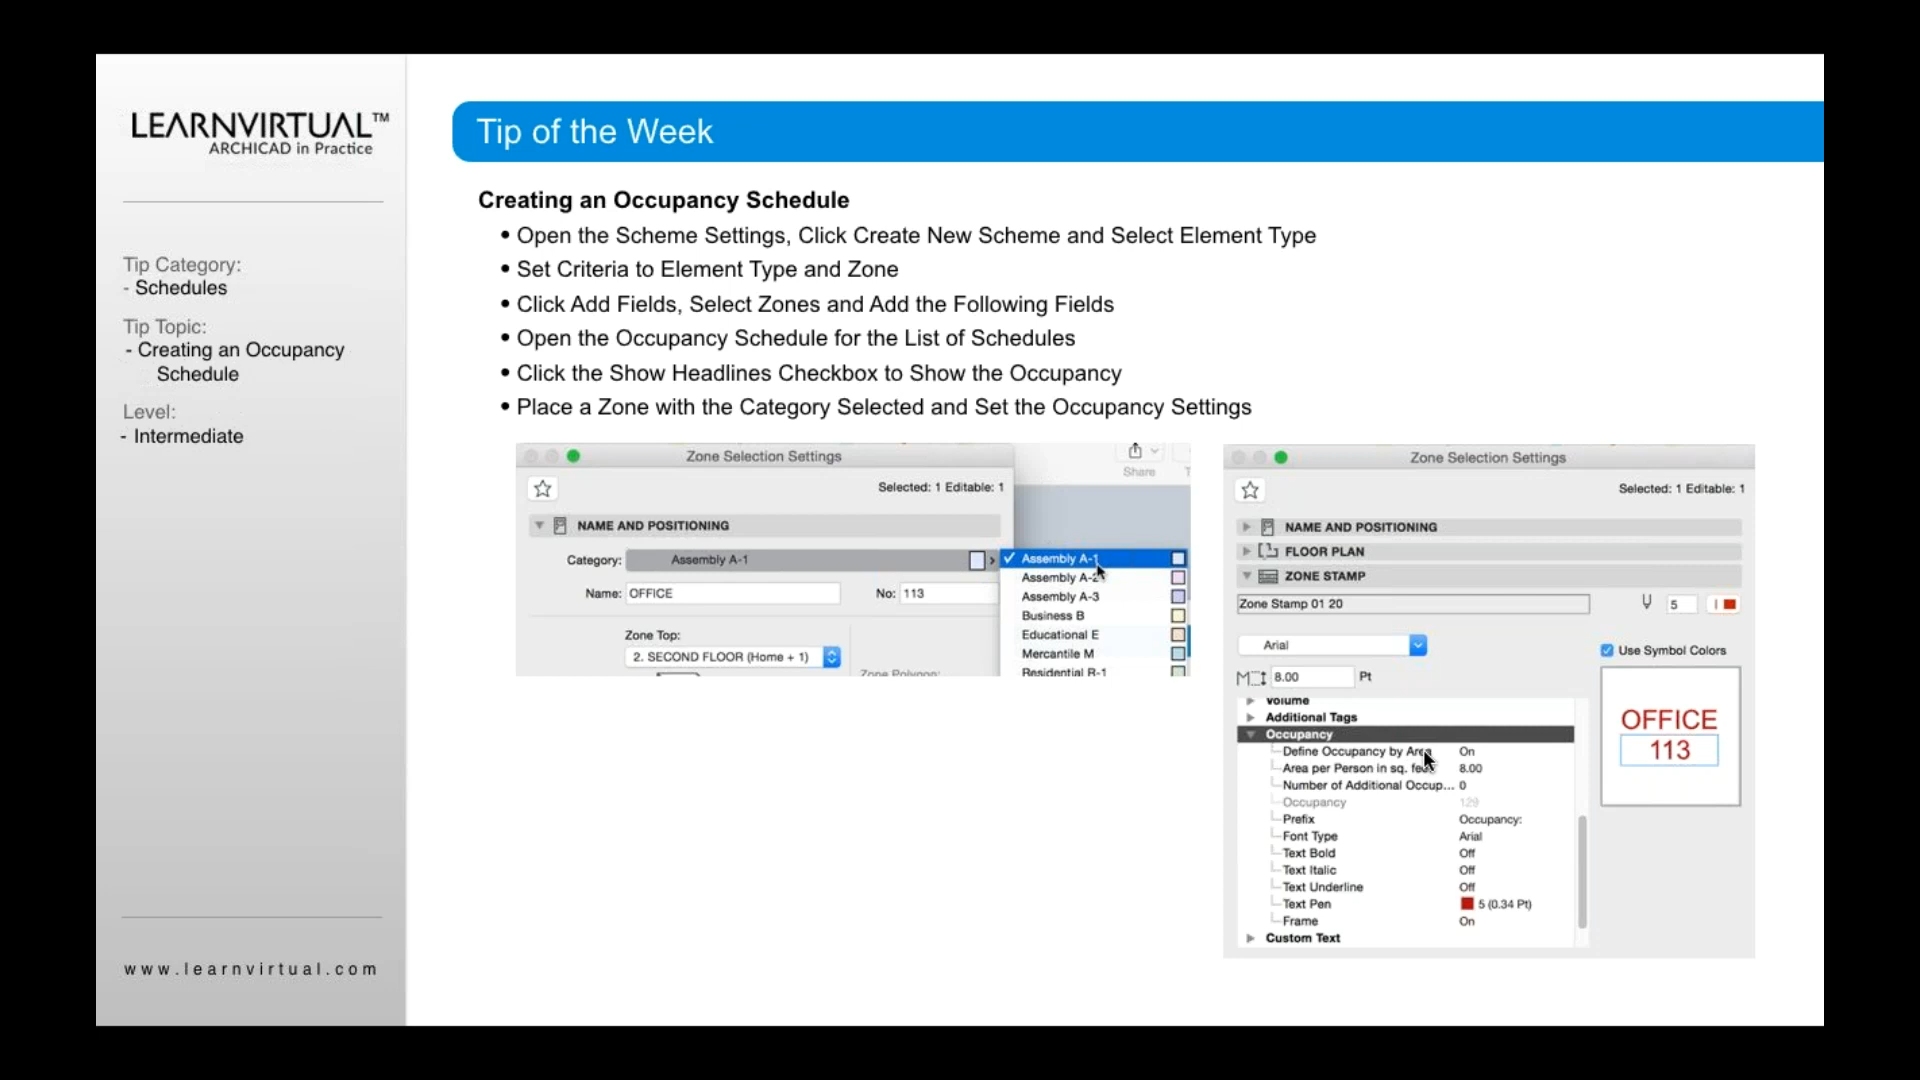 LEARNVIRTUAL™
ARCHICAD in Practice
Tip Category:
- Schedules
Tip Topic:
- Creating an Occupancy
Schedule
Level:
- Intermediate
www.learnvirtual.com
Tip of the Week
Creating an Occupancy Schedule
• Open the Scheme Settings, Click Create New Scheme and Select Element Type
• Set Criteria to Element Type and Zone
• Click Add Fields, Select Zones and Add the Following Fields
• Open the Occupancy Schedule for the List of Schedules
• Click the Show Headlines Checkbox to Show the Occupancy
• Place a Zone with the Category Selected and Set the Occupancy Settings
Zone Selection Settings
Share
Selected: 1 Editable: 1
NAME AND POSITIONING
Category: Assembly A-1
Name: OFFICE No: 113
Zone Top:
2. SECOND FLOOR (Home + 1)
Zone Polygon:
✓ Assembly A-1
Assembly A-2
Assembly A-3
Business B
Educational E
Mercantile M
Residential R-1
Zone Selection Settings
Selected: 1 Editable: 1
NAME AND POSITIONING
FLOOR PLAN
ZONE STAMP
Zone Stamp 01 20 5
Arial
Use Symbol Colors
8.00 Pt
Volume
Additional Tags
Occupancy
Define Occupancy by Area On
Area per Person in sq. 8.00
Number of Additional Occup... 0
Occupancy 129
Prefix Occupancy:
Font Type Arial
Text Bold Off
Text Italic Off
Text Underline Off
Text Pen 5 (0.34 Pt)
Frame On
Custom Text
OFFICE
113